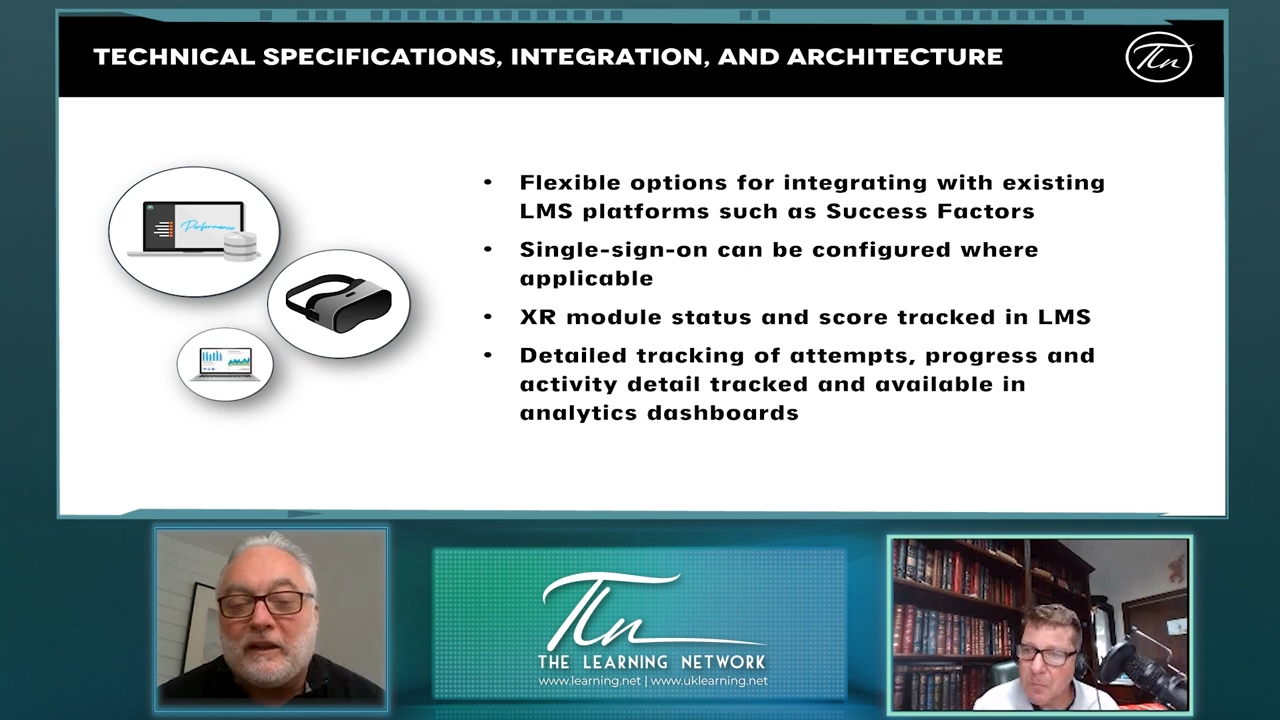 TECHNICAL SPECIFICATIONS, INTEGRATION, AND ARCHITECTURE
Tln
Performance
• Flexible options for integrating with existing
LMS platforms such as Success Factors
• Single-sign-on can be configured where
applicable
• XR module status and score tracked in LMS
• Detailed tracking of attempts, progress and
activity detail tracked and available in
analytics dashboards
Tln
THE LEARNING NETWORK
www.learning.net | www.uklearning.net